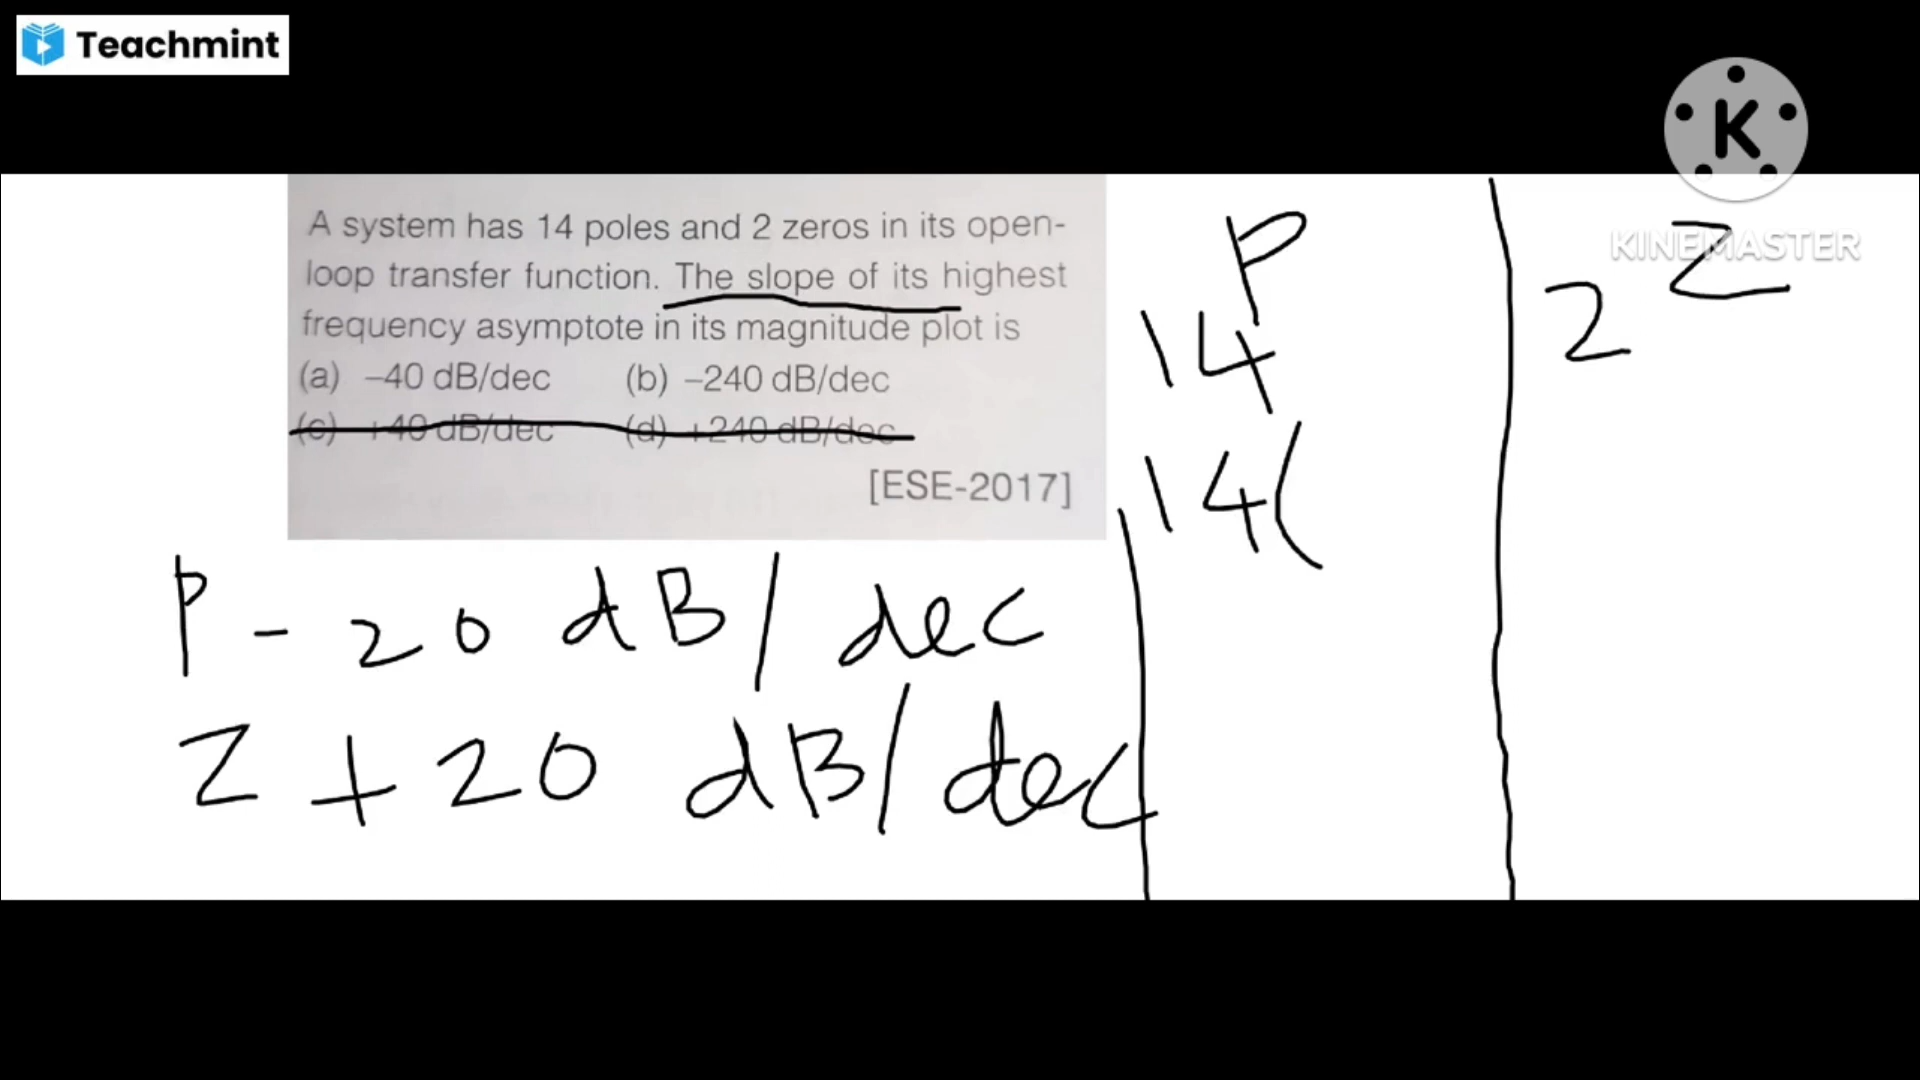 Teachmint
K
KINEMASTER
A system has 14 poles and 2 zeros in its open-
loop transfer function. The slope of its highest
frequency asymptote in its magnitude plot is
(a) –40 dB/dec (b) –240 dB/dec
(c) +40 dB/dec (d) +240 dB/dec
[ESE-2017]
P - 20 dB/dec
Z + 20 dB/dec
P
14
14(
Z
2